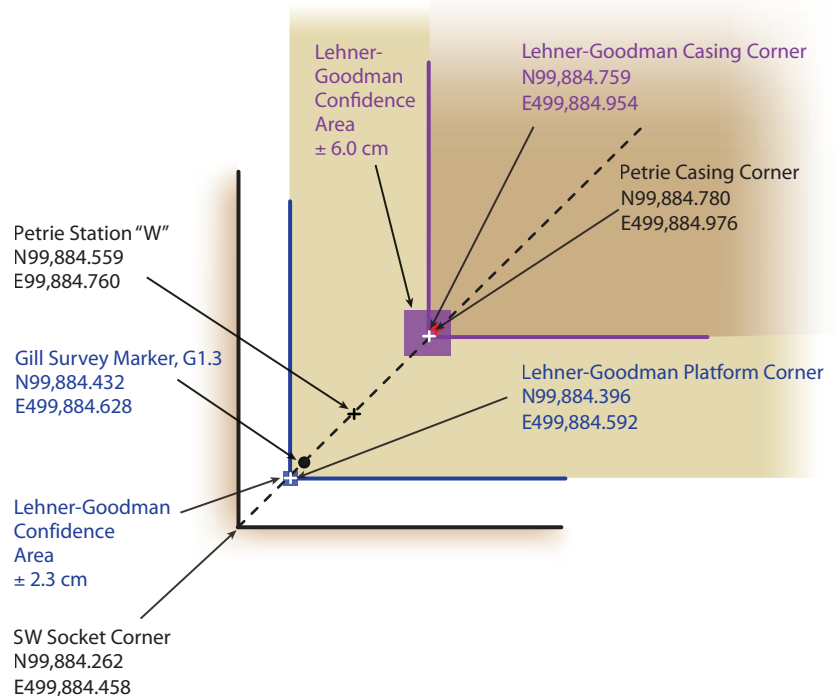 Lehner-
Goodman
Confidence
Area
± 6.0 cm
Lehner-Goodman Casing Corner
N99,884.759
E499,884.954
Petrie Casing Corner
N99,884.780
E499,884.976
Petrie Station “W”
N99,884.559
E99,884.760
Gill Survey Marker, G1.3
N99,884.432
E499,884.628
Lehner-Goodman Platform Corner
N99,884.396
E499,884.592
Lehner-Goodman
Confidence
Area
± 2.3 cm
SW Socket Corner
N99,884.262
E499,884.458